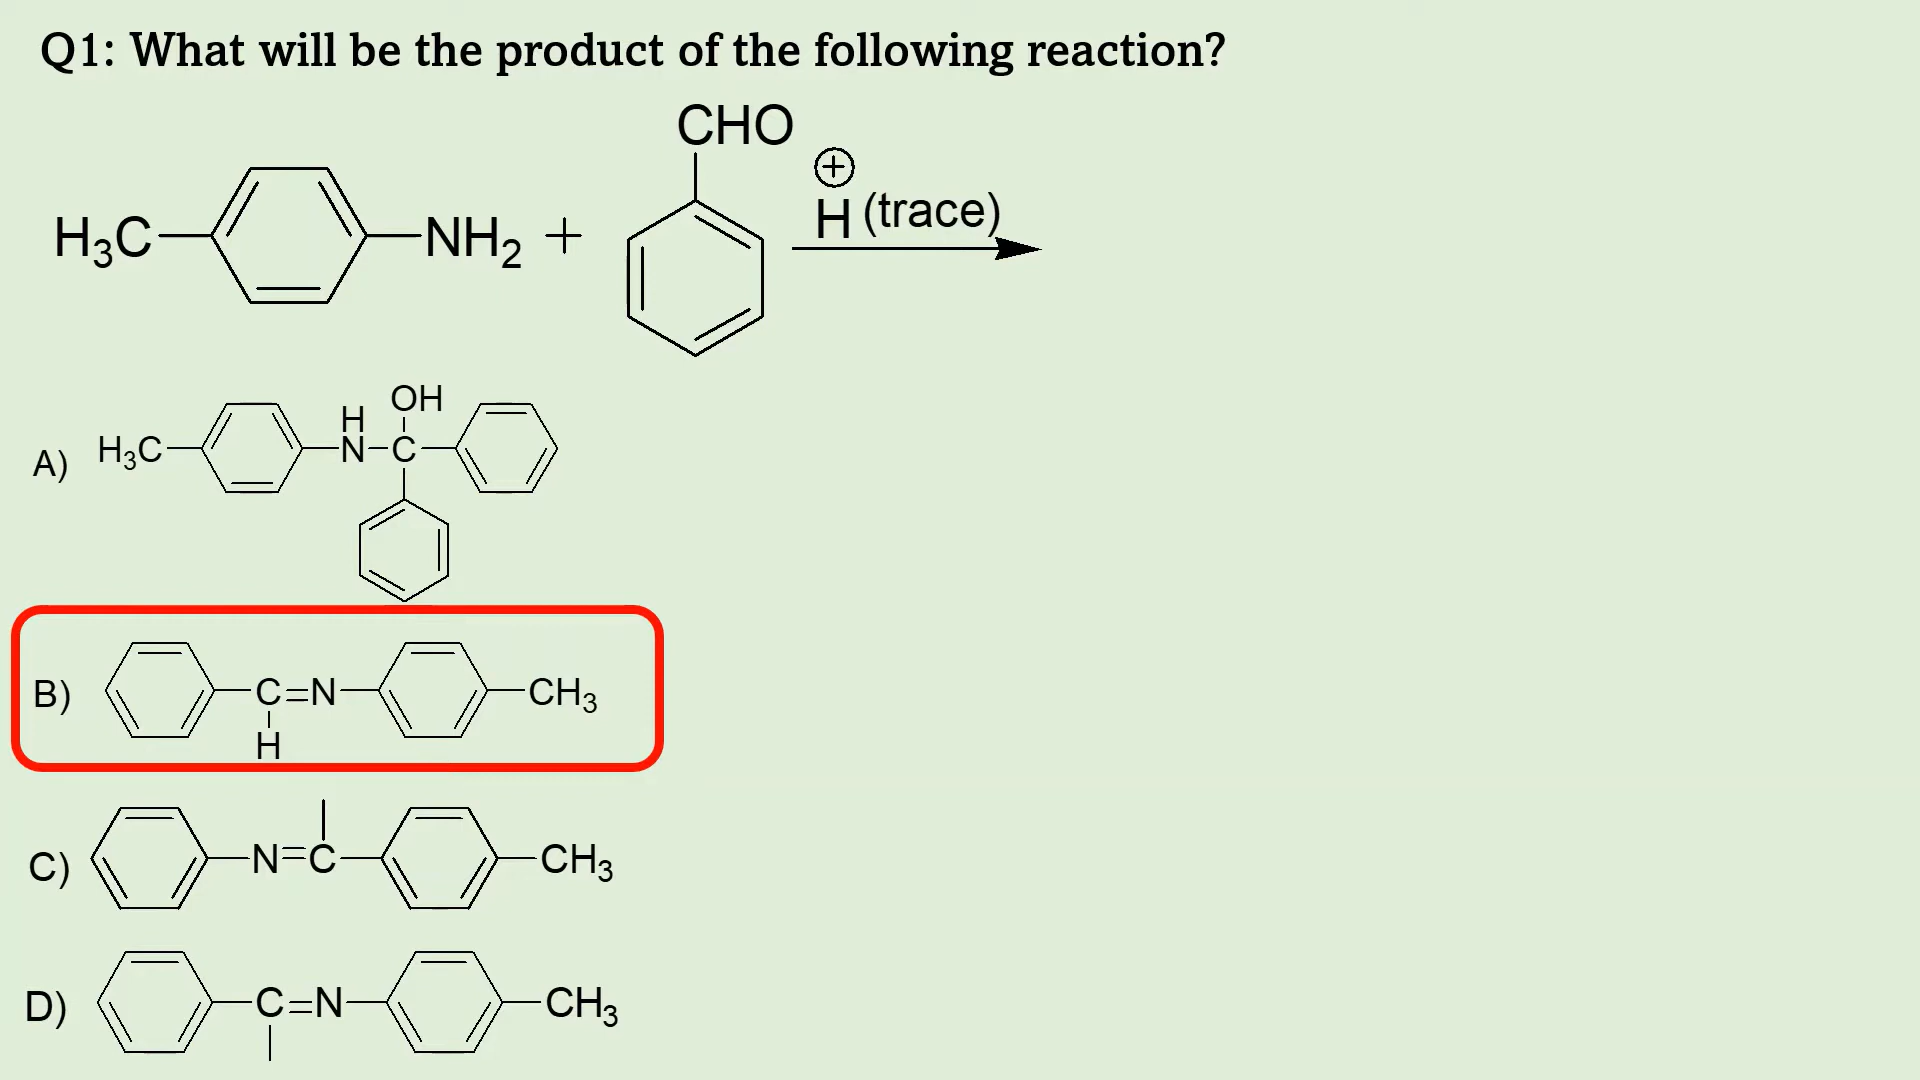 Q1: What will be the product of the following reaction?
CHO
⊕
H₃C NH₂ + H (trace)
OH
H
A) H₃C N C
B) C=N CH₃
H
C) N=C CH₃
D) C=N CH₃